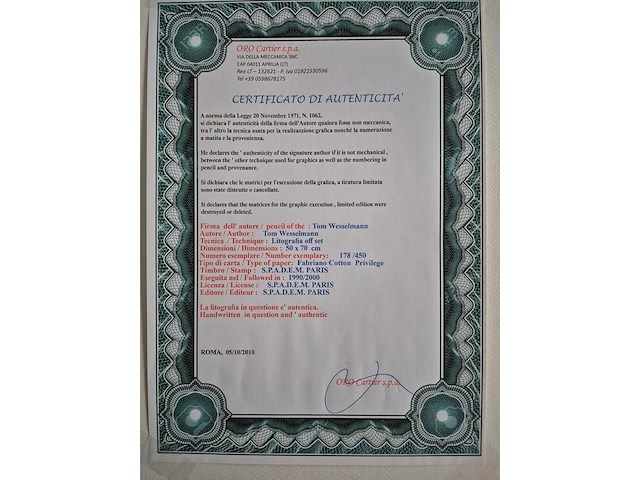 ORO Cartier s.p.a.
VIA DELLA MECCANICA SNC
CAP 04011 APRILIA (LT)
Rea LT – 132621 - P. Iva 01921530596
Tel +39 0598678175
CERTIFICATO DI AUTENTICITA'
A norma della Legge 20 Novembre 1971, N. 1062,
si dichiara l' autenticità della firma dell'Autore qualora fosse non meccanica,
tra l' altro la tecnica usata per la realizzazione grafica nonché la numerazione
a matita e la provenienza.
He declares the ' authenticity of the signature author if it is not mechanical ,
between the ' other technique used for graphics as well as the numbering in
pencil and provenance.
Si dichiara che le matrici per l'esecuzione della grafica, a tiratura limitata
sono state distrutte o cancellate.
It declares that the matrices for the graphic execution , limited edition were
destroyed or deleted.
Firma dell' autore / pencil of the : Tom Wesselmann
Autore / Author : Tom Wesselmann
Tecnica / Technique : Litografia off set
Dimensioni / Dimensions : 50 x 70 cm
Numero esemplare / Number exemplary: 178 /450
Tipo di carta / Type of paper: Fabriano Cotton Privilege
Timbro / Stamp : S.P.A.D.E.M. PARIS
Eseguita nel / Followed in : 1990/2000
Licenza / License : S.P.A.D.E.M. PARIS
Editore / Editeur : S.P.A.D.E.M. PARIS
La litografia in questione e' autentica.
Handwritten in question and ' authentic
ROMA, 05/10/2010
ORO Cartier s.p.a.